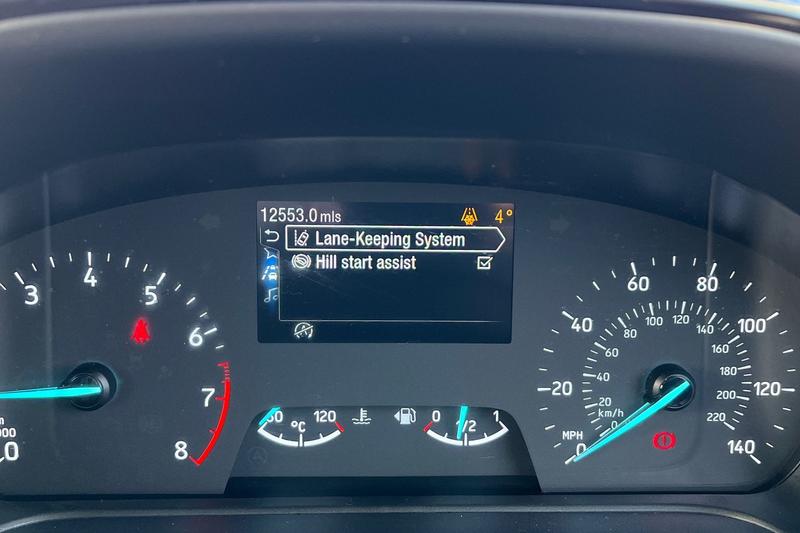 12553.0 mls 4°
Lane-Keeping System
Hill start assist
3 4 5 6 7 8
0
20 40 60 80 100 120 140
0 20 40 60 80 100 120 140 160 180 200 220
km/h
MPH
0
120
°C
0 1/2 1